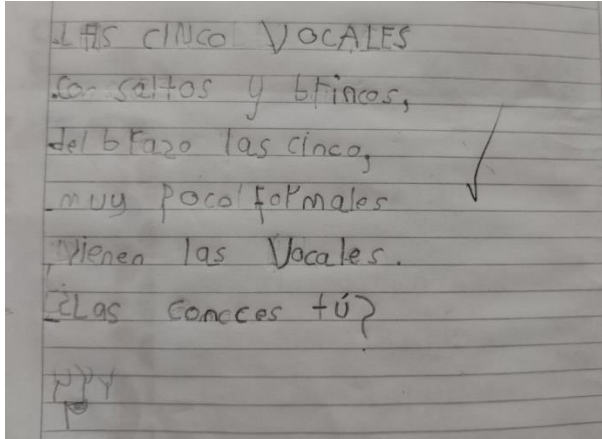 LAS CINCO VOCALES
Con saltos y brincos,
del brazo las cinco,
muy poco formales
vienen las Vocales.
¿Las conoces tú?